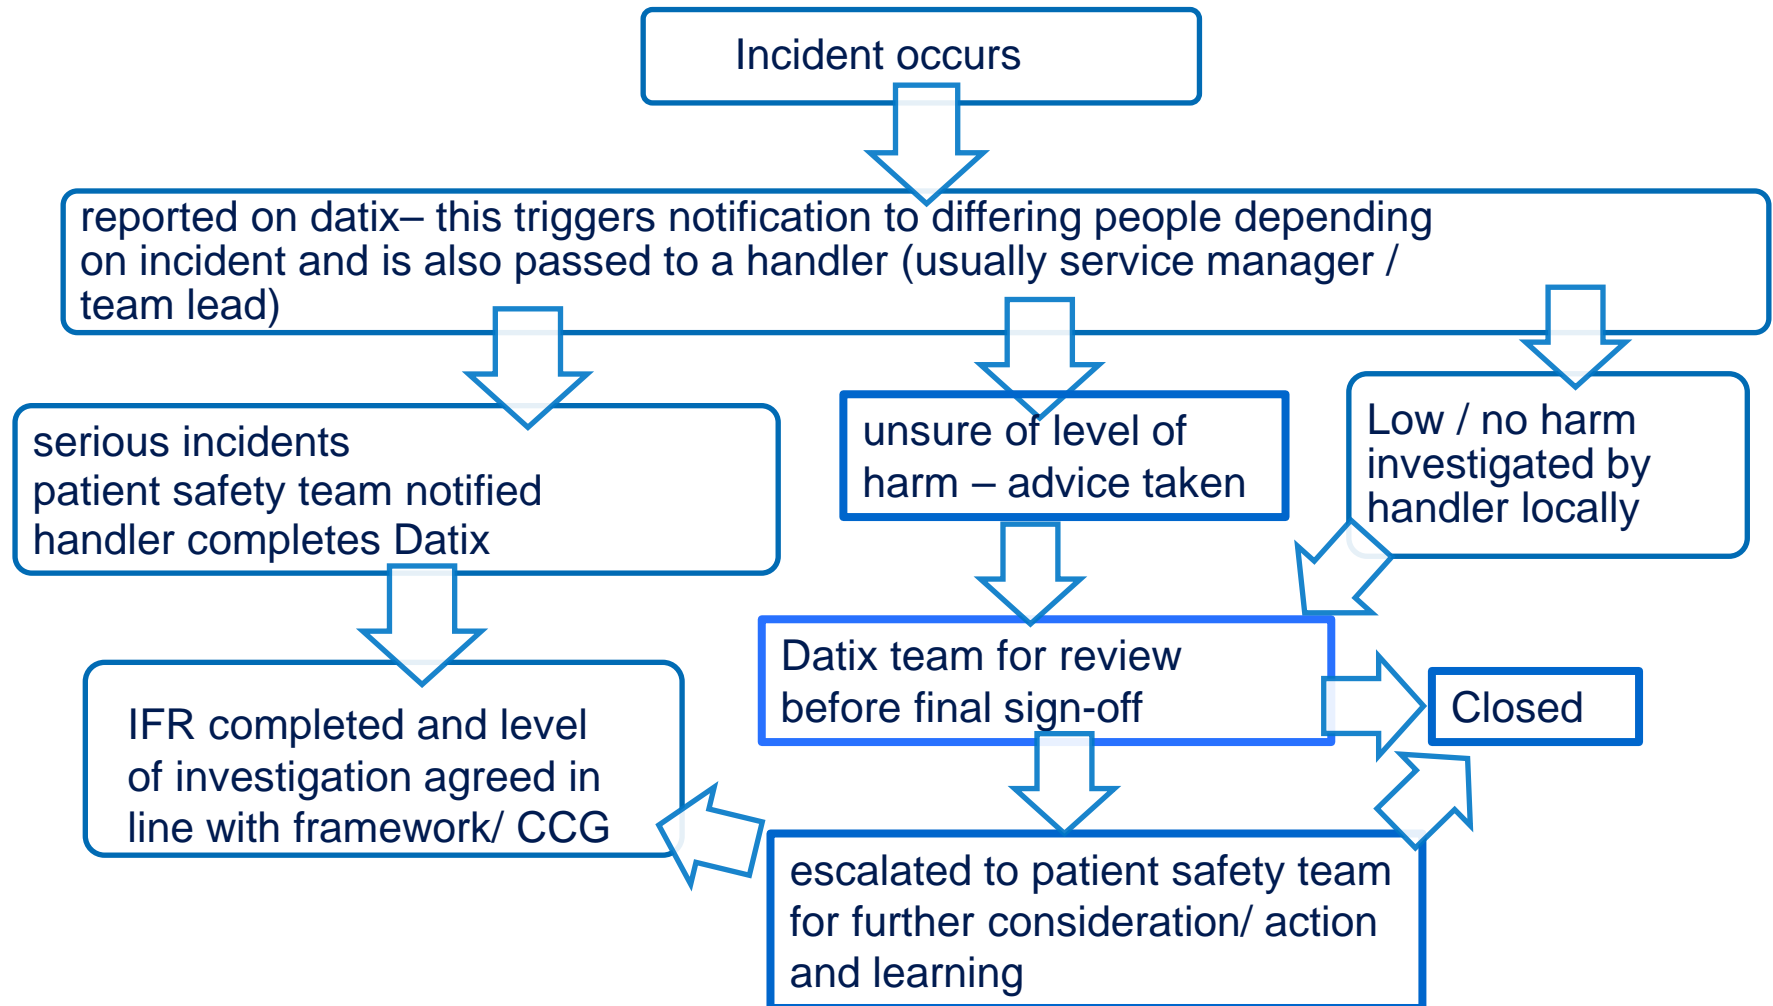 Incident occurs
reported on datix– this triggers notification to differing people depending
on incident and is also passed to a handler (usually service manager /
team lead)
serious incidents
patient safety team notified
handler completes Datix
unsure of level of
harm – advice taken
Low / no harm
investigated by
handler locally
IFR completed and level
of investigation agreed in
line with framework/ CCG
Datix team for review
before final sign-off
Closed
escalated to patient safety team
for further consideration/ action
and learning